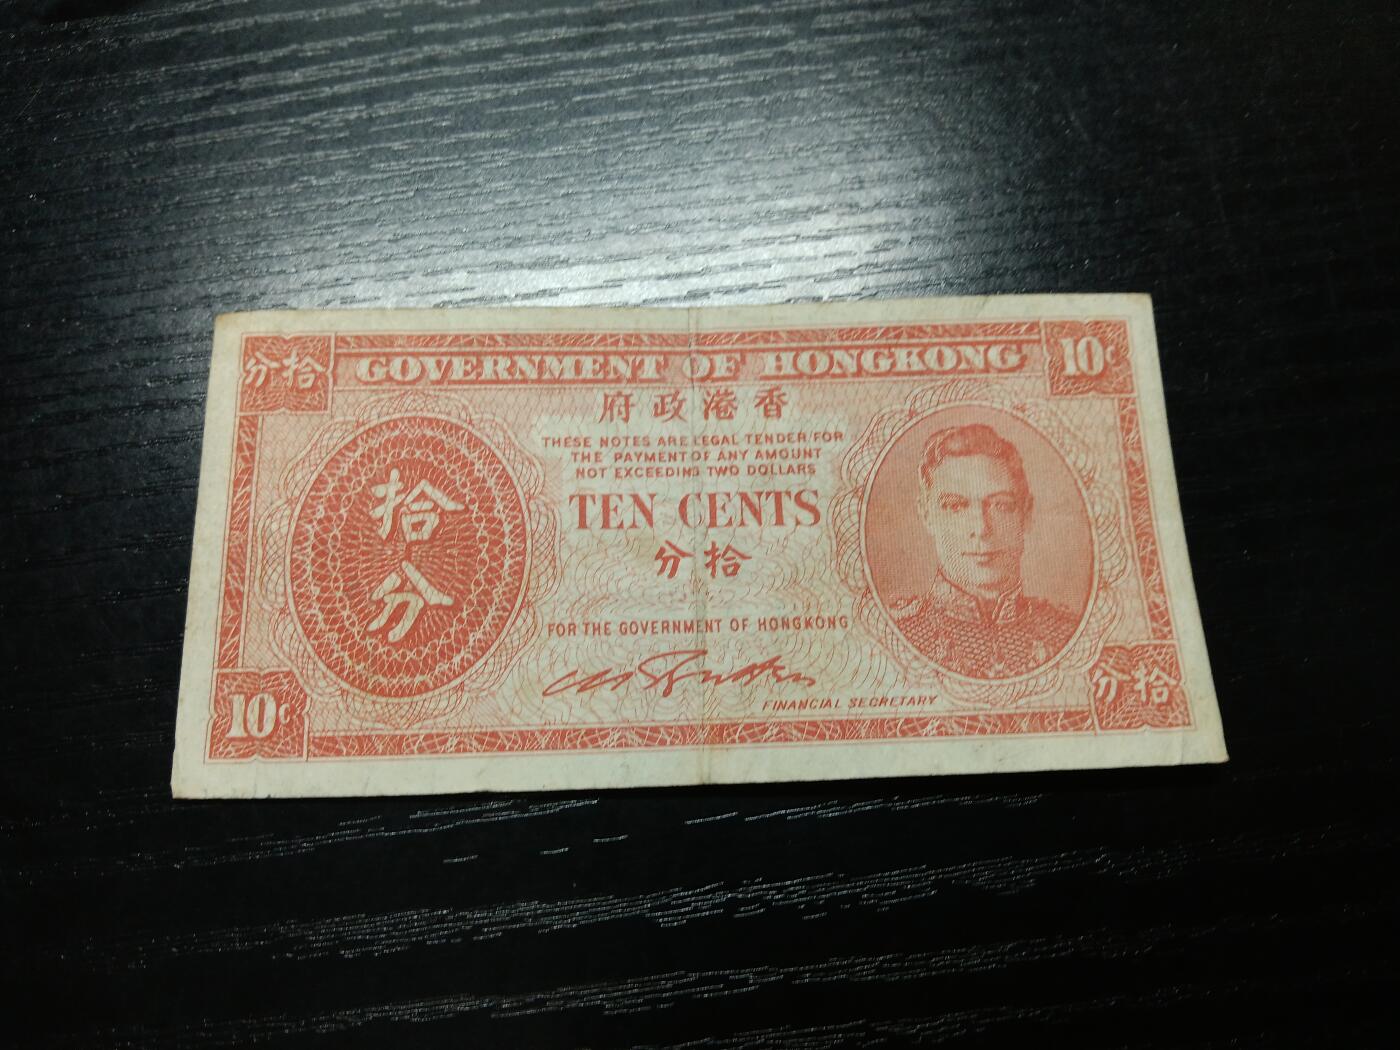 分拾
GOVERNMENT OF HONGKONG
10c
府政港香
THESE NOTES ARE LEGAL TENDER FOR
THE PAYMENT OF ANY AMOUNT
NOT EXCEEDING TWO DOLLARS
拾
分
TEN CENTS
分拾
FOR THE GOVERNMENT OF HONGKONG
FINANCIAL SECRETARY
10c
分拾